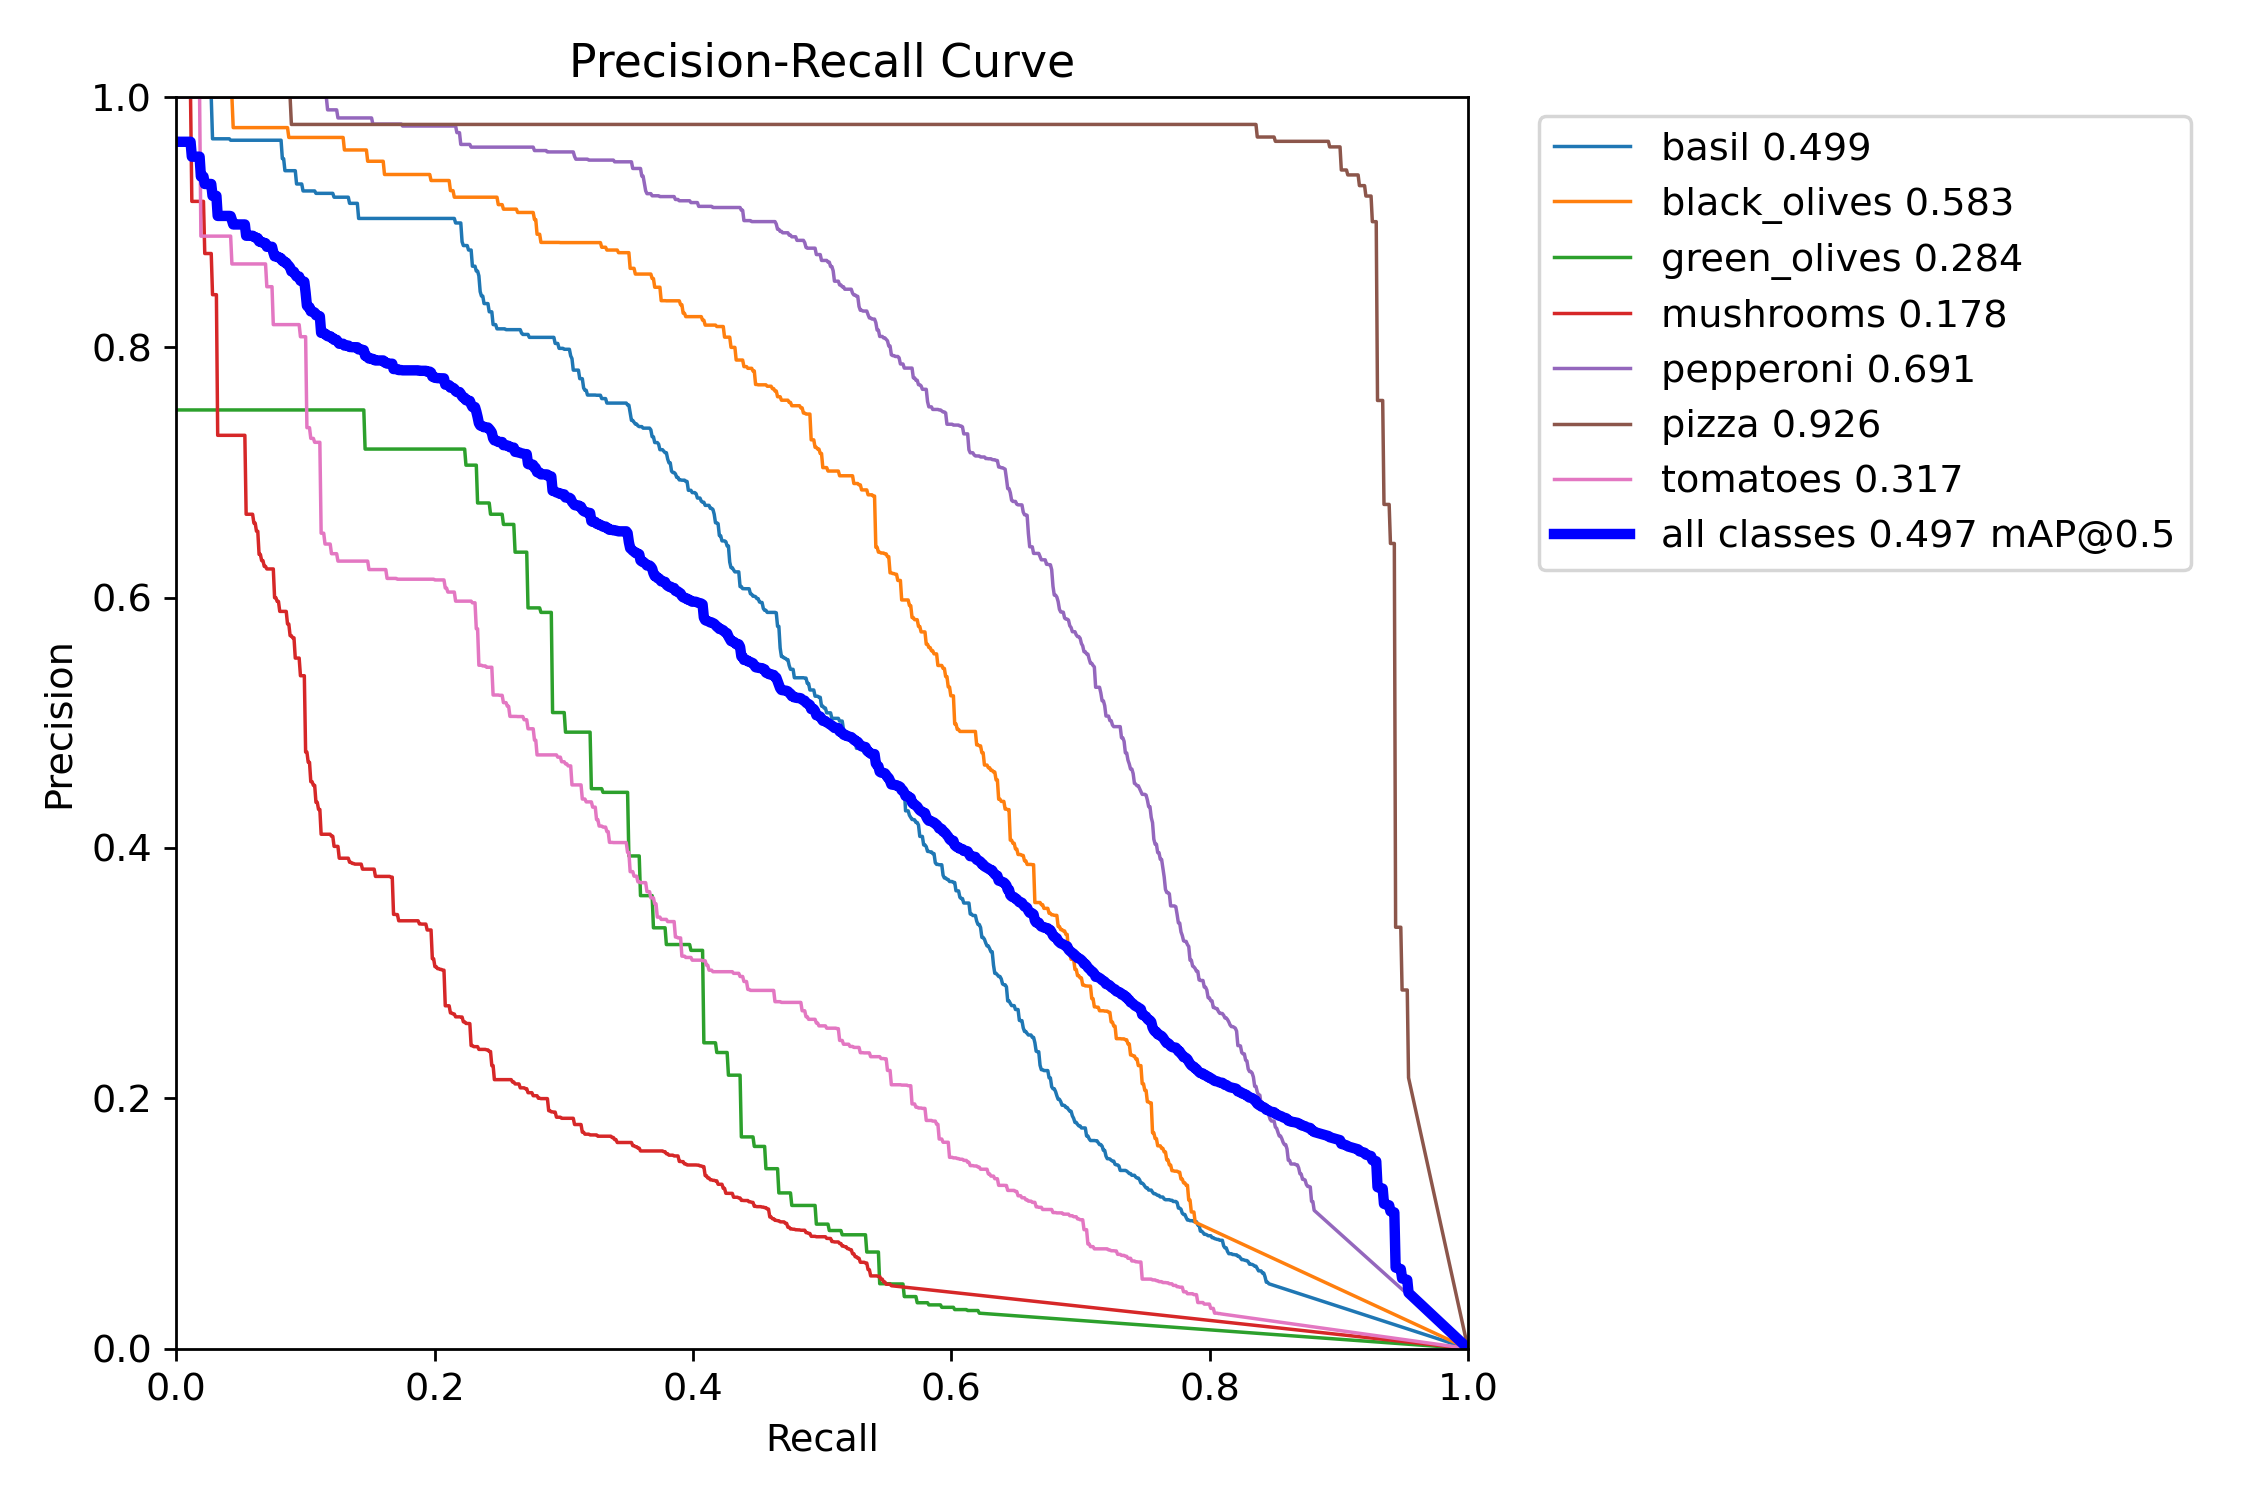 Precision-Recall Curve
1.0
0.8
0.6
0.4
0.2
0.0
Precision
0.0 0.2 0.4 0.6 0.8 1.0
Recall
basil 0.499
black_olives 0.583
green_olives 0.284
mushrooms 0.178
pepperoni 0.691
pizza 0.926
tomatoes 0.317
all classes 0.497 mAP@0.5